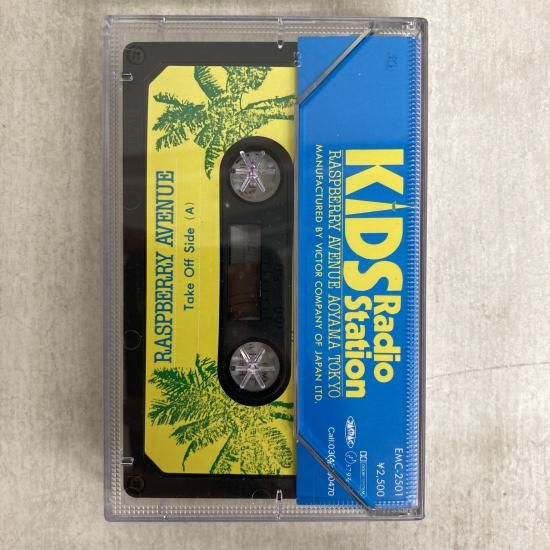 RASPBERRY AVENUE
Take Off Side (A)
KiDS Radio
Station
RASPBERRY AVENUE AOYAMA TOKYO
MANUFACTURED BY VICTOR COMPANY OF JAPAN LTD.
EMC-2501
¥2,500